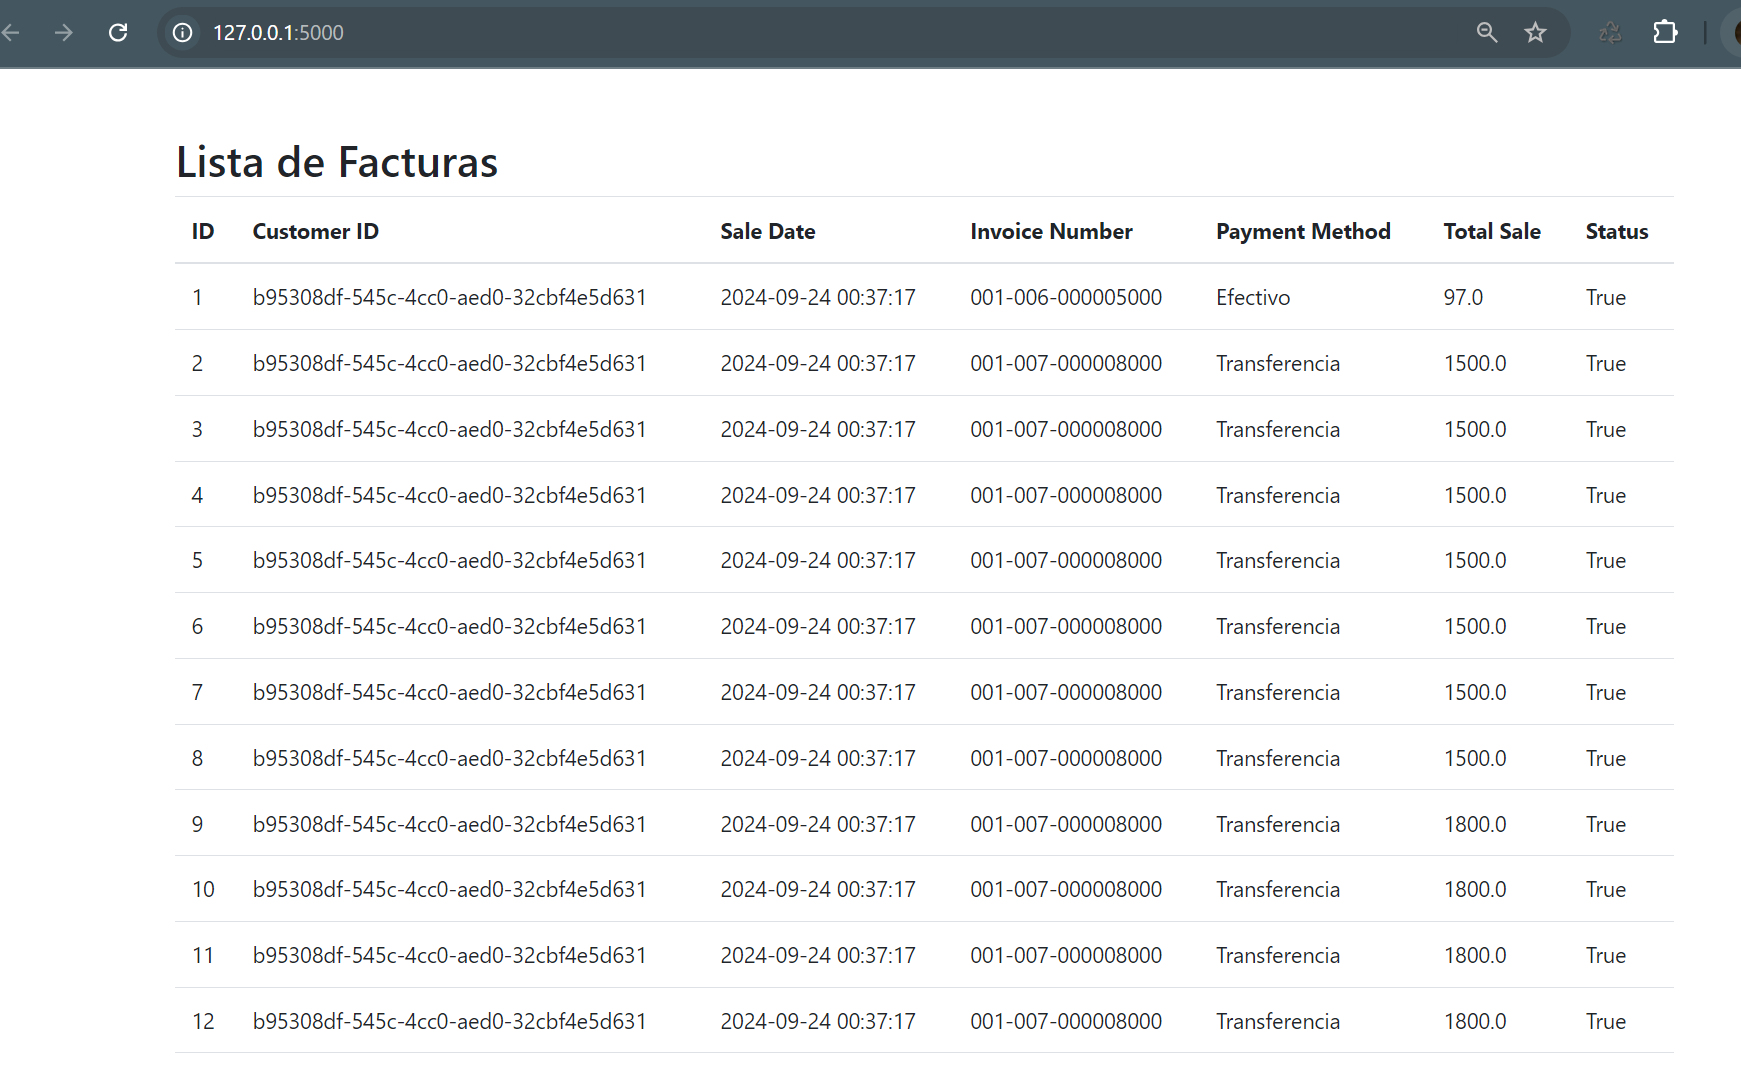 127.0.0.1:5000
Lista de Facturas
ID Customer ID Sale Date Invoice Number Payment Method Total Sale Status
1 b95308df-545c-4cc0-aed0-32cbf4e5d631 2024-09-24 00:37:17 001-006-000005000 Efectivo 97.0 True
2 b95308df-545c-4cc0-aed0-32cbf4e5d631 2024-09-24 00:37:17 001-007-000008000 Transferencia 1500.0 True
3 b95308df-545c-4cc0-aed0-32cbf4e5d631 2024-09-24 00:37:17 001-007-000008000 Transferencia 1500.0 True
4 b95308df-545c-4cc0-aed0-32cbf4e5d631 2024-09-24 00:37:17 001-007-000008000 Transferencia 1500.0 True
5 b95308df-545c-4cc0-aed0-32cbf4e5d631 2024-09-24 00:37:17 001-007-000008000 Transferencia 1500.0 True
6 b95308df-545c-4cc0-aed0-32cbf4e5d631 2024-09-24 00:37:17 001-007-000008000 Transferencia 1500.0 True
7 b95308df-545c-4cc0-aed0-32cbf4e5d631 2024-09-24 00:37:17 001-007-000008000 Transferencia 1500.0 True
8 b95308df-545c-4cc0-aed0-32cbf4e5d631 2024-09-24 00:37:17 001-007-000008000 Transferencia 1500.0 True
9 b95308df-545c-4cc0-aed0-32cbf4e5d631 2024-09-24 00:37:17 001-007-000008000 Transferencia 1800.0 True
10 b95308df-545c-4cc0-aed0-32cbf4e5d631 2024-09-24 00:37:17 001-007-000008000 Transferencia 1800.0 True
11 b95308df-545c-4cc0-aed0-32cbf4e5d631 2024-09-24 00:37:17 001-007-000008000 Transferencia 1800.0 True
12 b95308df-545c-4cc0-aed0-32cbf4e5d631 2024-09-24 00:37:17 001-007-000008000 Transferencia 1800.0 True